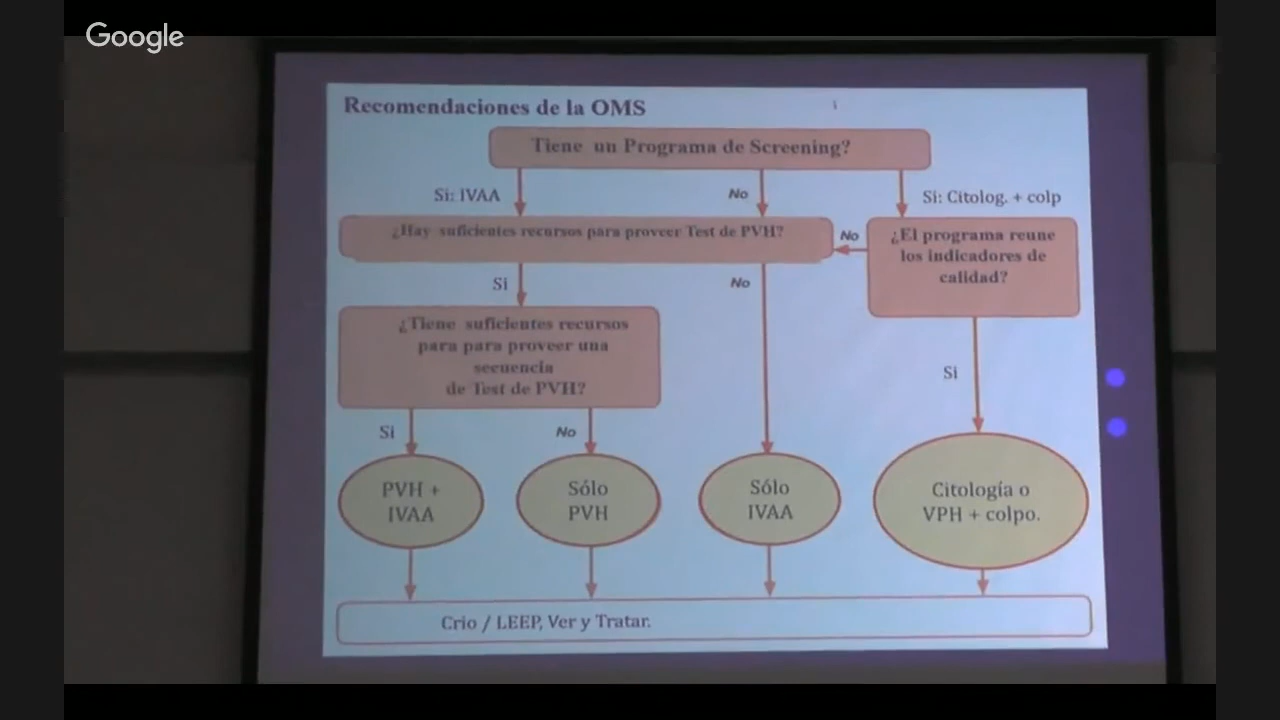 Google
Recomendaciones de la OMS
Tiene un Programa de Screening?
Si: IVAA
No
Si: Citolog. + colp
¿Hay suficientes recursos para proveer Test de PVH?
No
¿El programa reune
los indicadores de
calidad?
Si
No
¿Tiene suficientes recursos
para para proveer una
secuencia
de Test de PVH?
Si
Si
No
PVH +
IVAA
Sólo
PVH
Sólo
IVAA
Citología o
VPH + colpo.
Crio / LEEP, Ver y Tratar.